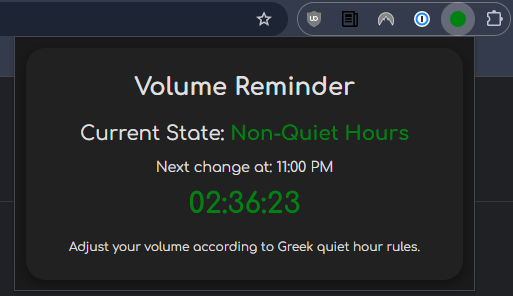 Volume Reminder
Current State: Non-Quiet Hours
Next change at: 11:00 PM
02:36:23
Adjust your volume according to Greek quiet hour rules.